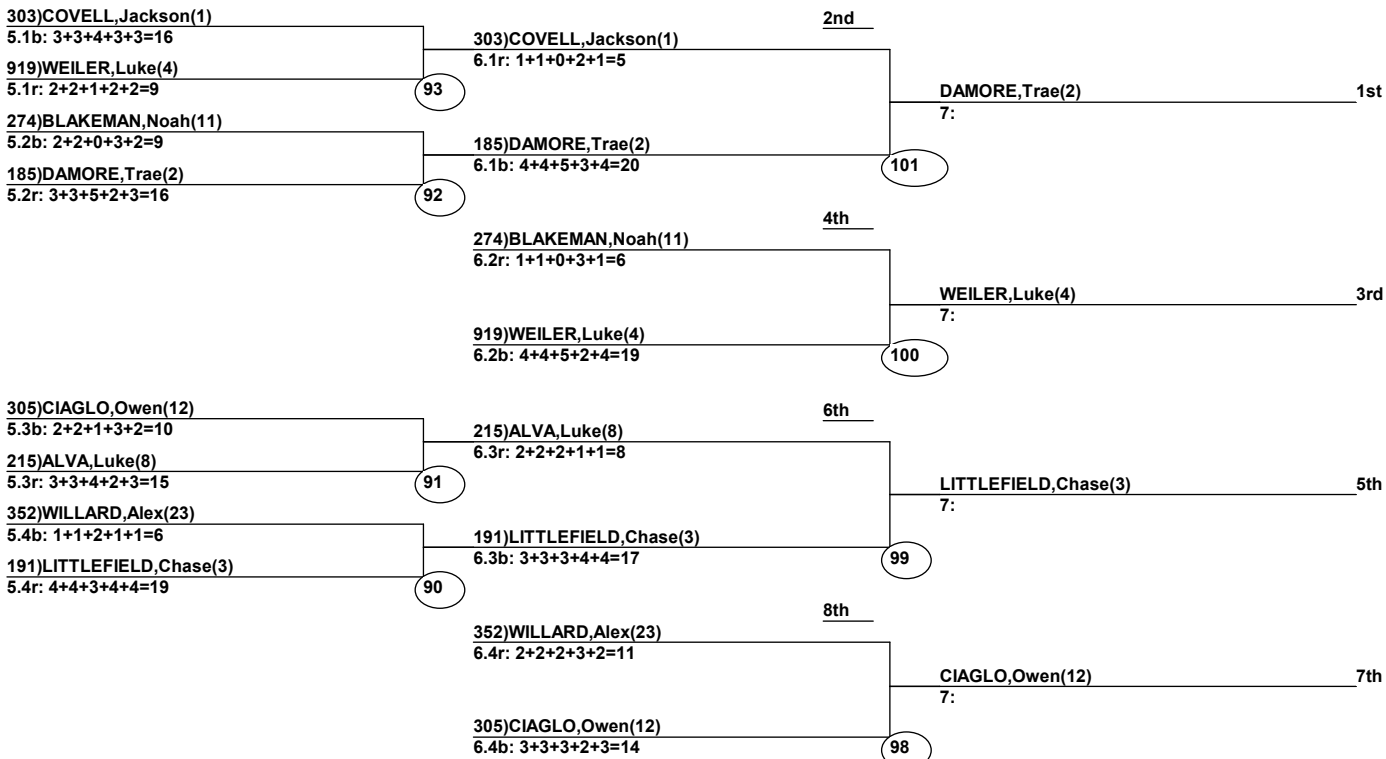 303)COVELL,Jackson(1)
5.1b: 3+3+4+3+3=16
919)WEILER,Luke(4)
5.1r: 2+2+1+2+2=9
93
274)BLAKEMAN,Noah(11)
5.2b: 2+2+0+3+2=9
185)DAMORE,Trae(2)
5.2r: 3+3+5+2+3=16
92
303)COVELL,Jackson(1)
6.1r: 1+1+0+2+1=5
185)DAMORE,Trae(2)
6.1b: 4+4+5+3+4=20
2nd
101
DAMORE,Trae(2)
7:
1st
274)BLAKEMAN,Noah(11)
6.2r: 1+1+0+3+1=6
919)WEILER,Luke(4)
6.2b: 4+4+5+2+4=19
4th
100
WEILER,Luke(4)
7:
3rd
305)CIAGLO,Owen(12)
5.3b: 2+2+1+3+2=10
215)ALVA,Luke(8)
5.3r: 3+3+4+2+3=15
91
352)WILLARD,Alex(23)
5.4b: 1+1+2+1+1=6
191)LITTLEFIELD,Chase(3)
5.4r: 4+4+3+4+4=19
90
215)ALVA,Luke(8)
6.3r: 2+2+2+1+1=8
191)LITTLEFIELD,Chase(3)
6.3b: 3+3+3+4+4=17
6th
99
LITTLEFIELD,Chase(3)
7:
5th
352)WILLARD,Alex(23)
6.4r: 2+2+2+3+2=11
305)CIAGLO,Owen(12)
6.4b: 3+3+3+2+3=14
8th
98
CIAGLO,Owen(12)
7:
7th